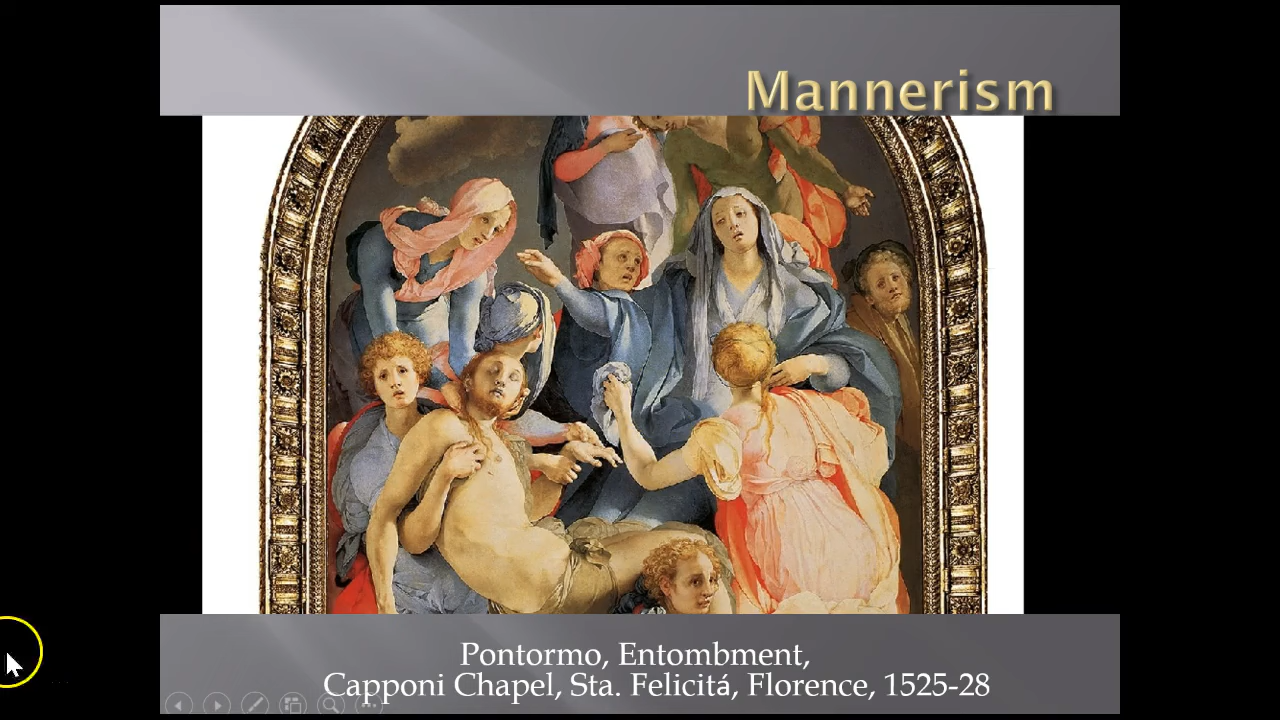 Mannerism
Pontormo, Entombment,
Capponi Chapel, Sta. Felicitá, Florence, 1525-28